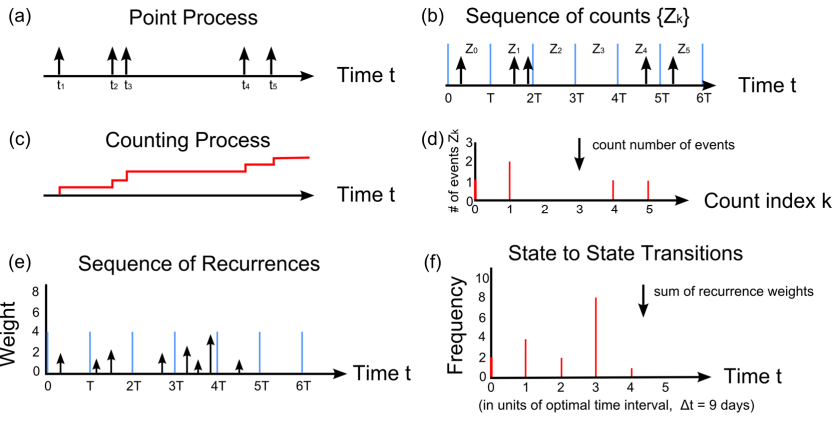 (a) Point Process
t1 t2 t3 t4 t5 Time t
(b) Sequence of counts {Zk}
Z0 Z1 Z2 Z3 Z4 Z5
0 T 2T 3T 4T 5T 6T Time t
(c) Counting Process
Time t
(d) # of events Zk
3
2
1
0
count number of events
0 1 2 3 4 5 Count index k
(e) Sequence of Recurrences
Weight
8
6
4
2
0
0 T 2T 3T 4T 5T 6T Time t
(f) State to State Transitions
Frequency
10
8
6
4
2
0
sum of recurrence weights
0 1 2 3 4 5 Time t
(in units of optimal time interval, Δt = 9 days)